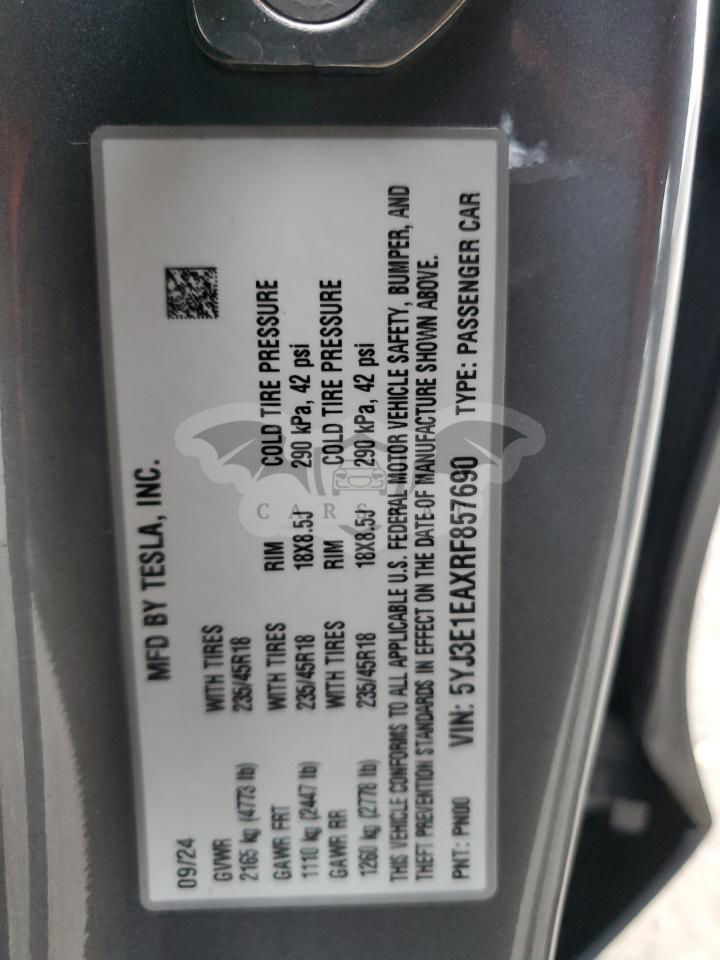 MFD BY TESLA, INC.
09/24
GVWR WITH TIRES
2165 kg (4773 lb) 235/45R18
GAWR FRT WITH TIRES RIM COLD TIRE PRESSURE
1110 kg (2447 lb) 235/45R18 18X8.5J 290 kPa, 42 psi
GAWR RR WITH TIRES RIM COLD TIRE PRESSURE
1260 kg (2778 lb) 235/45R18 18X8.5J 290 kPa, 42 psi
THIS VEHICLE CONFORMS TO ALL APPLICABLE U.S. FEDERAL MOTOR VEHICLE SAFETY, BUMPER, AND
THEFT PREVENTION STANDARDS IN EFFECT ON THE DATE OF MANUFACTURE SHOWN ABOVE.
PNT: PN00 VIN: 5YJ3E1EAXRF857690 TYPE: PASSENGER CAR